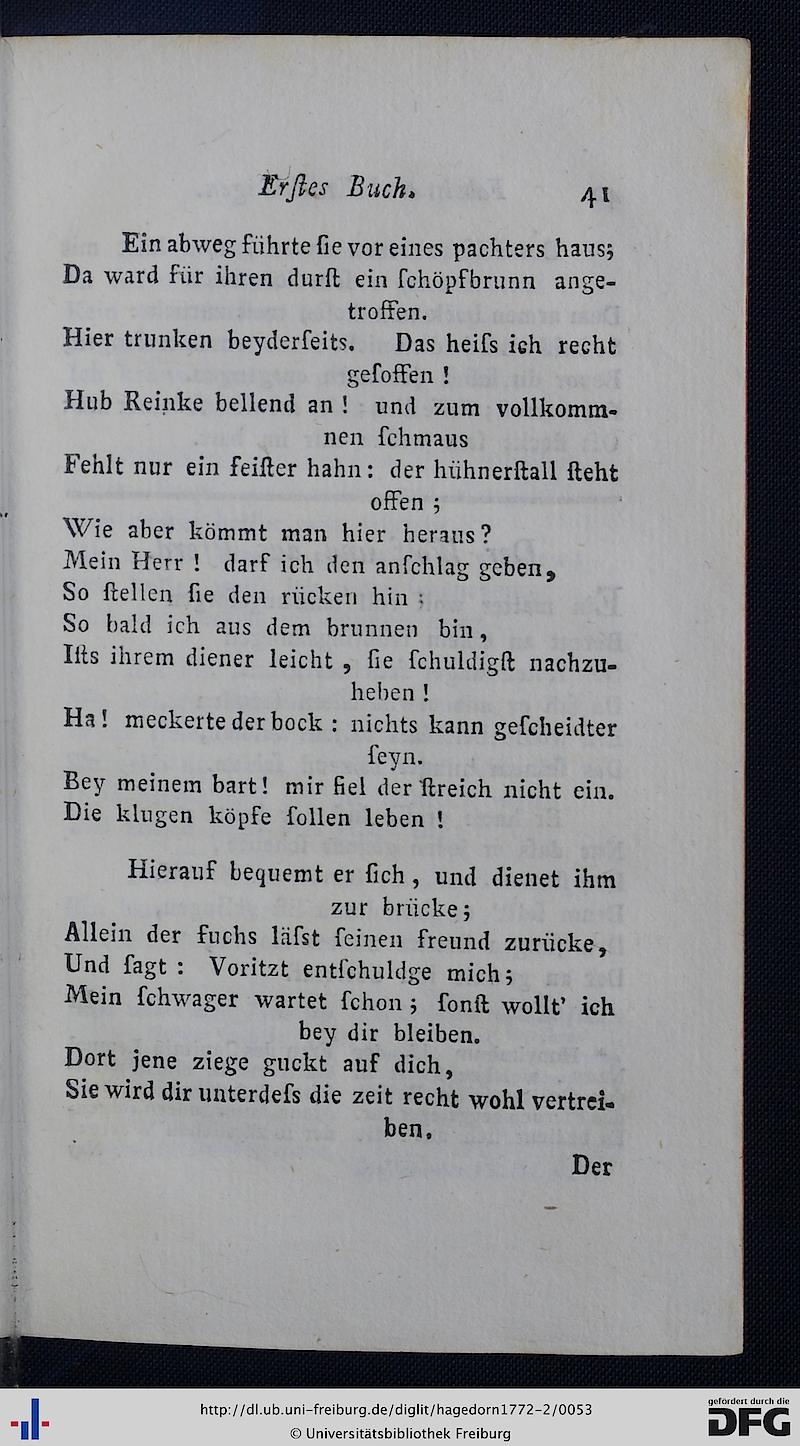 Erſtes Buch.
41
Ein abweg führte ſie vor eines pachters haus;
Da ward für ihren durſt ein ſchöpfbrunn ange-
troffen.
Hier trunken beyderſeits. Das heiſs ich recht
geſoffen !
Hub Reinke bellend an ! und zum vollkomm-
nen ſchmaus
Fehlt nur ein feiſter hahn: der hühnerſtall ſteht
offen ;
Wie aber kömmt man hier heraus?
Mein Herr ! darf ich den anſchlag geben,
So ſtellen ſie den rücken hin :
So bald ich aus dem brunnen bin,
Iſts ihrem diener leicht , ſie ſchuldigſt nachzu-
heben !
Ha! meckerte der bock : nichts kann geſcheidter
ſeyn.
Bey meinem bart! mir fiel der ſtreich nicht ein.
Die klugen köpfe ſollen leben !
Hierauf bequemt er ſich, und dienet ihm
zur brücke;
Allein der fuchs läſst ſeinen freund zurücke,
Und ſagt : Voritzt entſchuldge mich;
Mein ſchwager wartet ſchon ; ſonſt wollt' ich
bey dir bleiben.
Dort jene ziege guckt auf dich,
Sie wird dir unterdeſs die zeit recht wohl vertrei-
ben.
Der
http://dl.ub.uni-freiburg.de/diglit/hagedorn1772-2/0053
© Universitätsbibliothek Freiburg
gefördert durch die
DFG